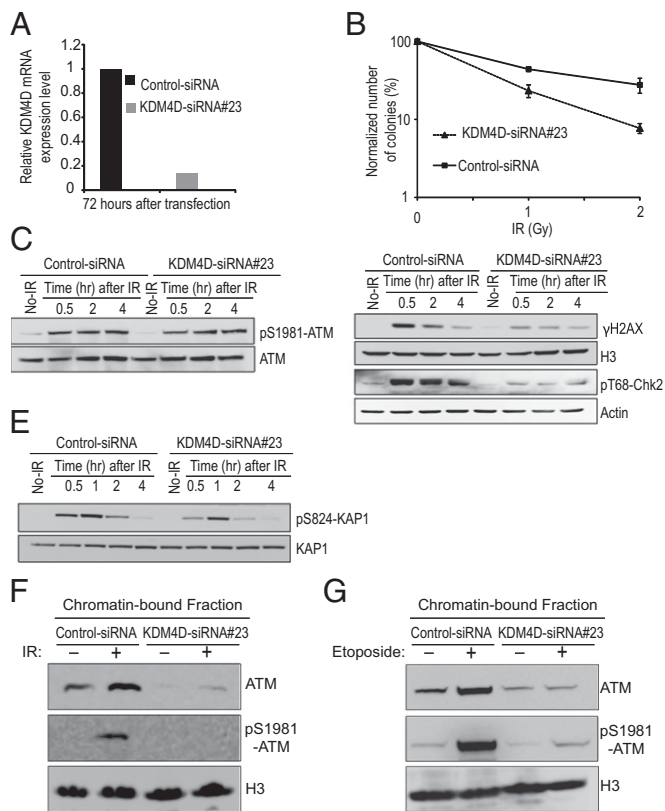 A
Relative KDM4D mRNA
expression level
1.2
1
0.8
0.6
0.4
0.2
0
Control-siRNA
KDM4D-siRNA#23
72 hours after transfection
B
Normalized number
of colonies (%)
100
10
1
KDM4D-siRNA#23
Control-siRNA
0
1
2
IR (Gy)
C
Control-siRNA
KDM4D-siRNA#23
No-IR
Time (hr) after IR
No-IR
Time (hr) after IR
0.5 2 4
0.5 2 4
pS1981-ATM
ATM
Control-siRNA
KDM4D-siRNA#23
No-IR
Time (hr) after IR
No-IR
Time (hr) after IR
0.5 2 4
0.5 2 4
γH2AX
H3
pT68-Chk2
Actin
E
Control-siRNA
KDM4D-siRNA#23
No-IR
Time (hr) after IR
No-IR
Time (hr) after IR
0.5 1 2 4
0.5 1 2 4
pS824-KAP1
KAP1
F
Chromatin-bound Fraction
Control-siRNA KDM4D-siRNA#23
IR: – + – +
ATM
pS1981
-ATM
H3
G
Chromatin-bound Fraction
Control-siRNA KDM4D-siRNA#23
Etoposide: – + – +
ATM
pS1981
-ATM
H3